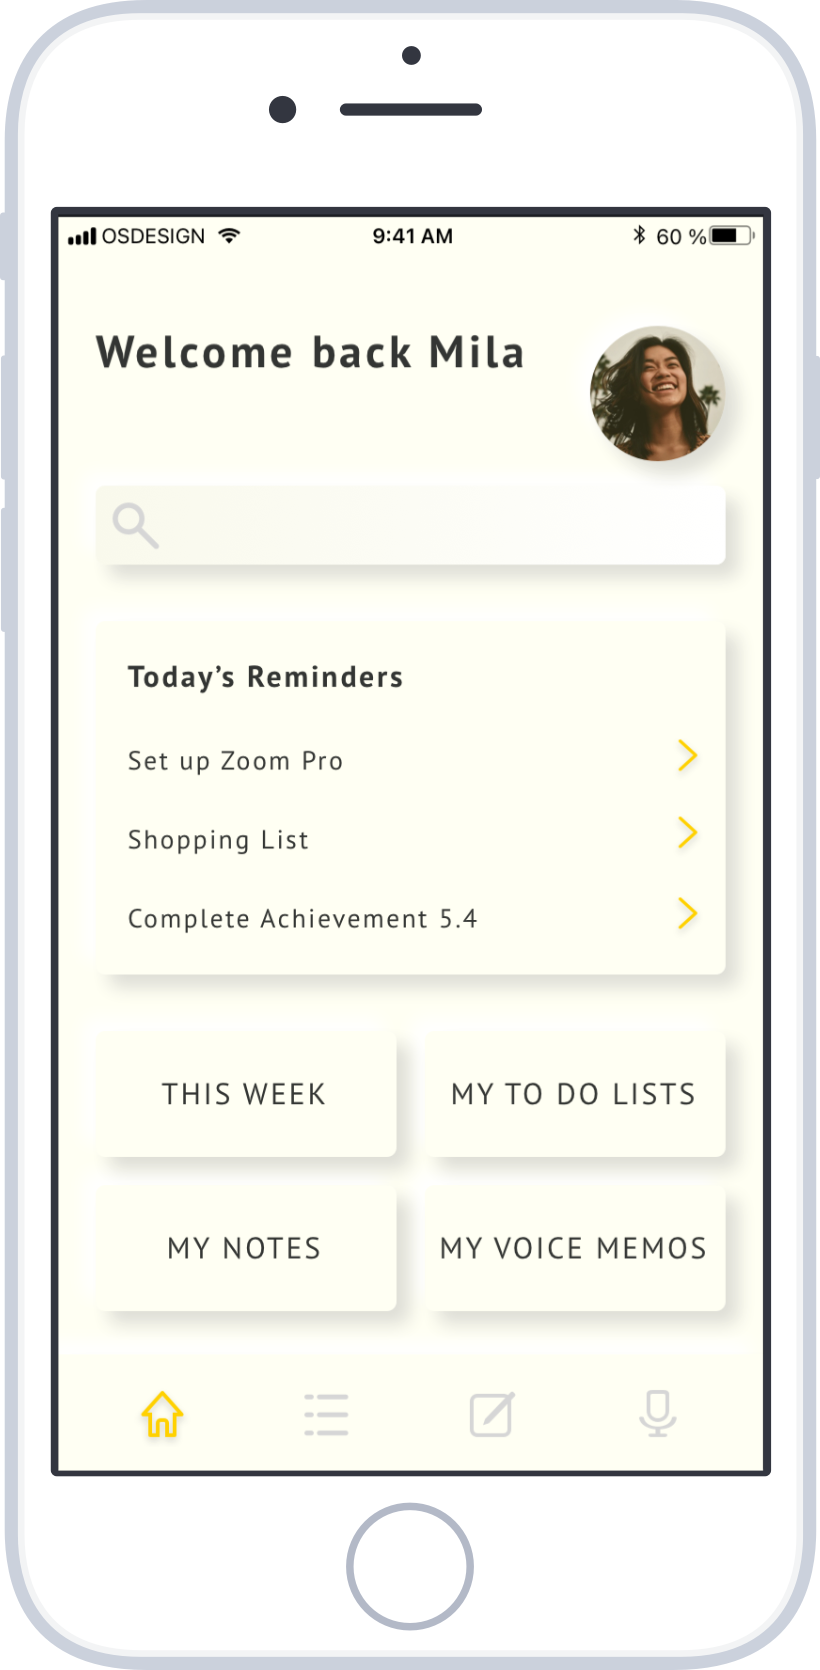 OSDESIGN 9:41 AM 60 %
Welcome back Mila
Today’s Reminders
Set up Zoom Pro
Shopping List
Complete Achievement 5.4
THIS WEEK
MY TO DO LISTS
MY NOTES
MY VOICE MEMOS